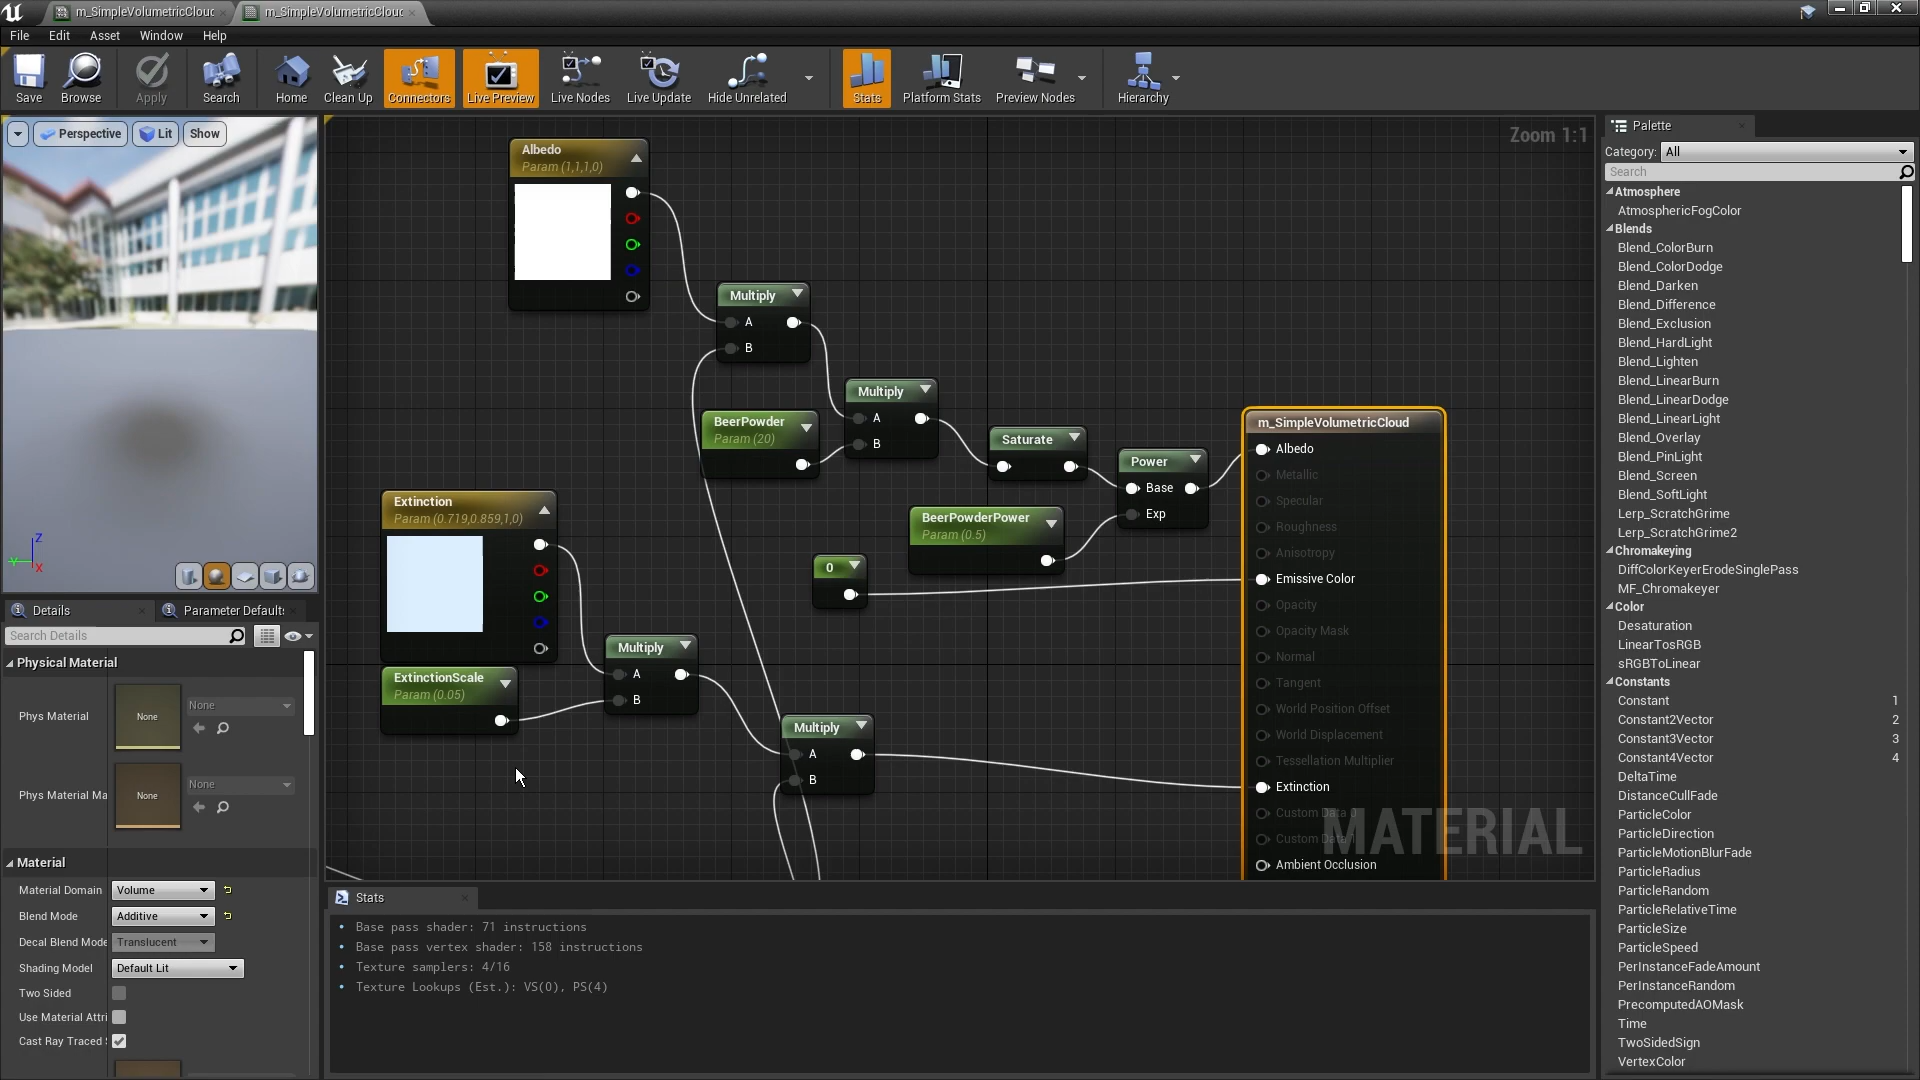 m_SimpleVolumetricCloud
m_SimpleVolumetricCloud
File Edit Asset Window Help
Save Browse Apply Search Home Clean Up Connectors Live Preview Live Nodes Live Update Hide Unrelated Stats Platform Stats Preview Nodes Hierarchy
Perspective Lit Show
Z
Y
X
Details
Parameter Defaults
Search Details
Physical Material
Phys Material
None
None
Phys Material Ma
None
None
Material
Material Domain Volume
Blend Mode Additive
Decal Blend Mode Translucent
Shading Model Default Lit
Two Sided
Use Material Attri
Cast Ray Traced
Zoom 1:1
Albedo
Param (1,1,1,0)
Multiply
A
B
Multiply
A
B
BeerPowder
Param (20)
Saturate
Power
Base
Exp
BeerPowderPower
Param (0.5)
0
Extinction
Param (0.719,0.859,1,0)
ExtinctionScale
Param (0.05)
Multiply
A
B
Multiply
A
B
m_SimpleVolumetricCloud
Albedo
Metallic
Specular
Roughness
Anisotropy
Emissive Color
Opacity
Opacity Mask
Normal
Tangent
World Position Offset
World Displacement
Tessellation Multiplier
Extinction
Custom Data 0
Custom Data 1
Ambient Occlusion
MATERIAL
Stats
Base pass shader: 71 instructions
Base pass vertex shader: 158 instructions
Texture samplers: 4/16
Texture Lookups (Est.): VS(0), PS(4)
Palette
Category: All
Search
Atmosphere
AtmosphericFogColor
Blends
Blend_ColorBurn
Blend_ColorDodge
Blend_Darken
Blend_Difference
Blend_Exclusion
Blend_HardLight
Blend_Lighten
Blend_LinearBurn
Blend_LinearDodge
Blend_LinearLight
Blend_Overlay
Blend_PinLight
Blend_Screen
Blend_SoftLight
Lerp_ScratchGrime
Lerp_ScratchGrime2
Chromakeying
DiffColorKeyerErodeSinglePass
MF_Chromakeyer
Color
Desaturation
LinearTosRGB
sRGBToLinear
Constants
Constant 1
Constant2Vector 2
Constant3Vector 3
Constant4Vector 4
DeltaTime
DistanceCullFade
ParticleColor
ParticleDirection
ParticleMotionBlurFade
ParticleRadius
ParticleRandom
ParticleRelativeTime
ParticleSize
ParticleSpeed
PerInstanceFadeAmount
PerInstanceRandom
PrecomputedAOMask
Time
TwoSidedSign
VertexColor